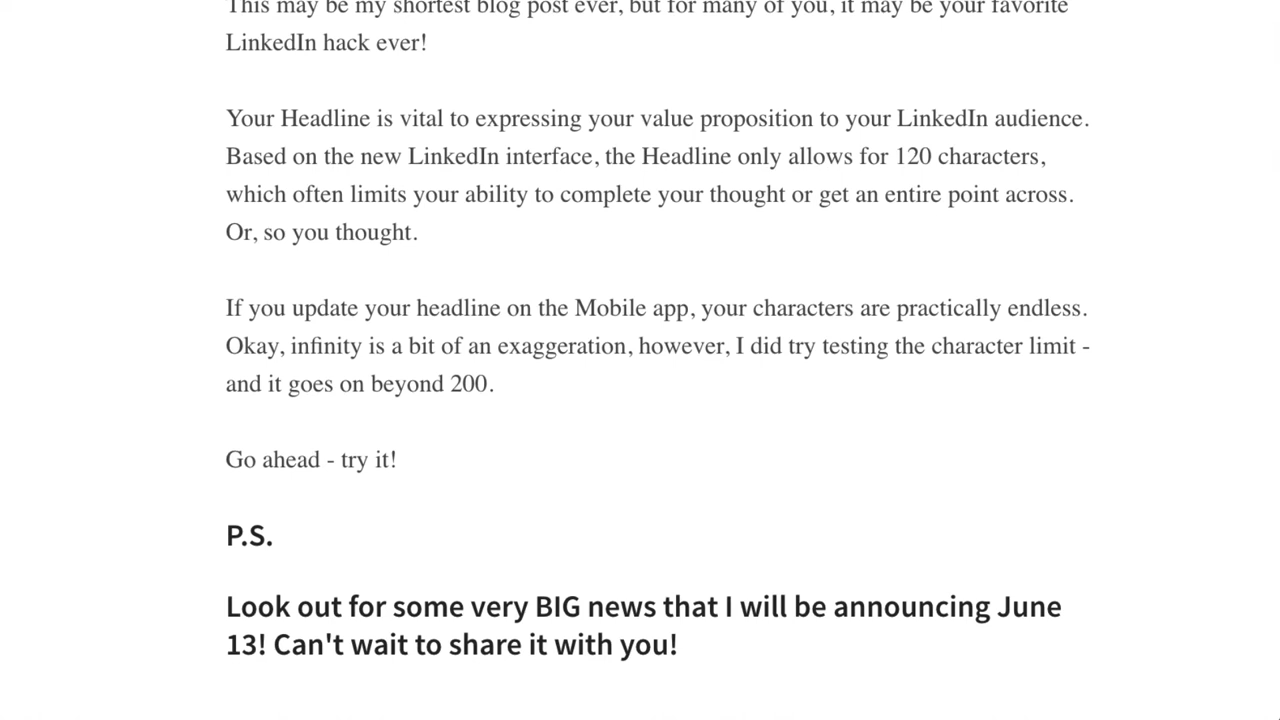 This may be my shortest blog post ever, but for many of you, it may be your favorite
LinkedIn hack ever!
Your Headline is vital to expressing your value proposition to your LinkedIn audience.
Based on the new LinkedIn interface, the Headline only allows for 120 characters,
which often limits your ability to complete your thought or get an entire point across.
Or, so you thought.
If you update your headline on the Mobile app, your characters are practically endless.
Okay, infinity is a bit of an exaggeration, however, I did try testing the character limit -
and it goes on beyond 200.
Go ahead - try it!
P.S.
Look out for some very BIG news that I will be announcing June
13! Can't wait to share it with you!